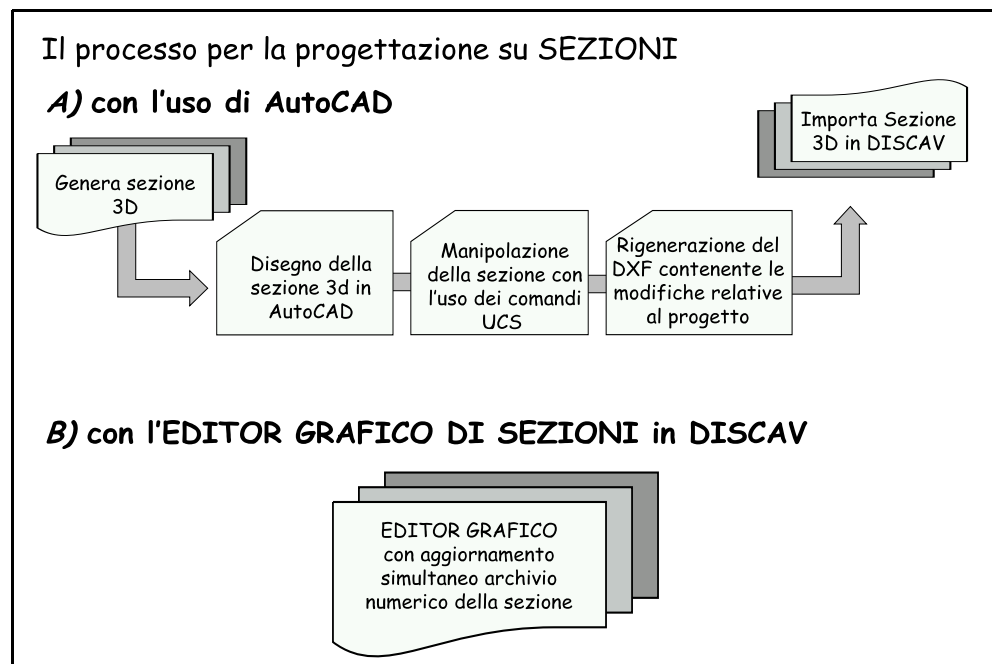 Il processo per la progettazione su SEZIONI
A) con l'uso di AutoCAD
Genera sezione
3D
Disegno della
sezione 3d in
AutoCAD
Manipolazione
della sezione con
l'uso dei comandi
UCS
Rigenerazione del
DXF contenente le
modifiche relative
al progetto
Importa Sezione
3D in DISCAV
B) con l'EDITOR GRAFICO DI SEZIONI in DISCAV
EDITOR GRAFICO
con aggiornamento
simultaneo archivio
numerico della sezione